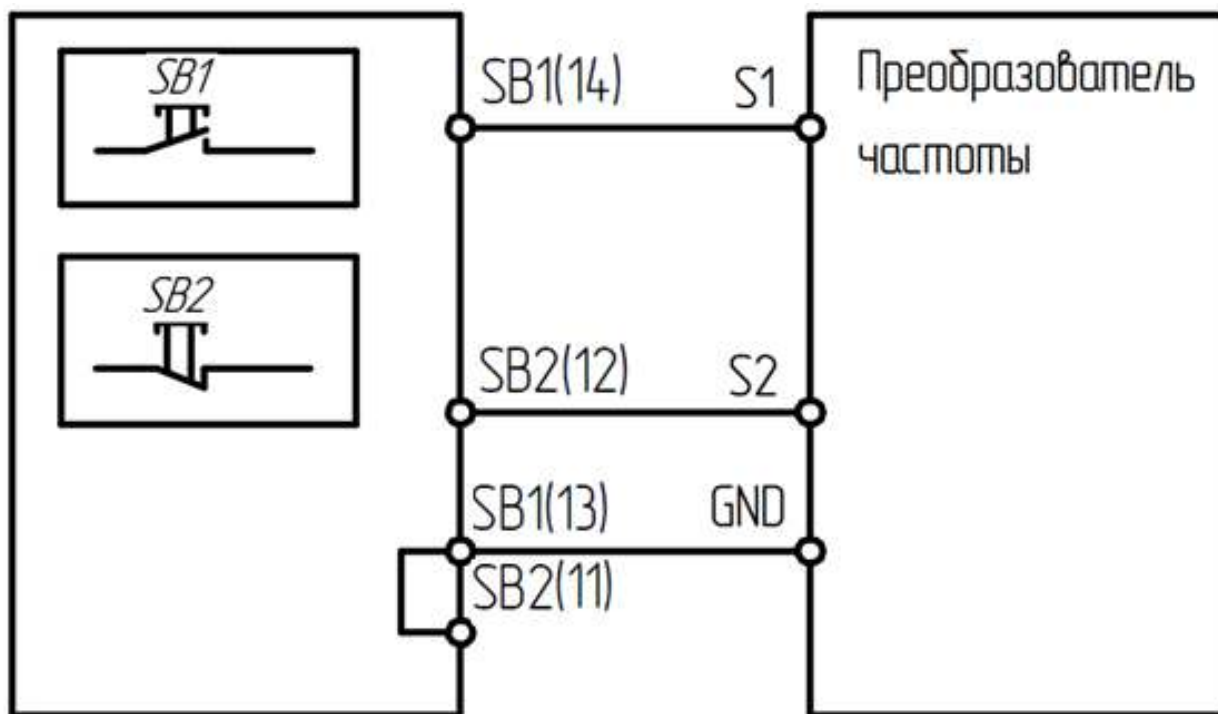 SB1
SB2
SB1(14)
S1
SB2(12)
S2
SB1(13)
GND
SB2(11)
Преобразователь
частоты